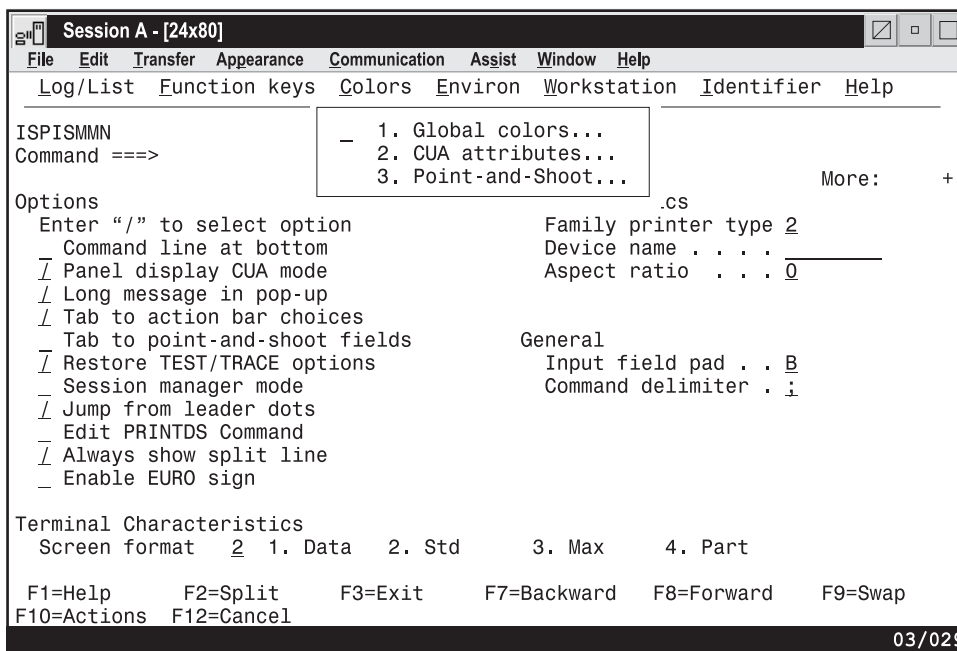 Session A - [24x80]
File Edit Transfer Appearance Communication Assist Window Help
Log/List Function keys Colors Environ Workstation Identifier Help
ISPISMMN
Command ===>
_ 1. Global colors...
2. CUA attributes...
3. Point-and-Shoot...
More: +
Options
Enter “/” to select option
_ Command line at bottom
/ Panel display CUA mode
/ Long message in pop-up
/ Tab to action bar choices
_ Tab to point-and-shoot fields
/ Restore TEST/TRACE options
_ Session manager mode
/ Jump from leader dots
_ Edit PRINTDS Command
/ Always show split line
_ Enable EURO sign
cs
Family printer type 2
Device name . . . . ________
Aspect ratio . . . 0
General
Input field pad . . B
Command delimiter . ;
Terminal Characteristics
Screen format 2 1. Data 2. Std 3. Max 4. Part
F1=Help F2=Split F3=Exit F7=Backward F8=Forward F9=Swap
F10=Actions F12=Cancel
03/029